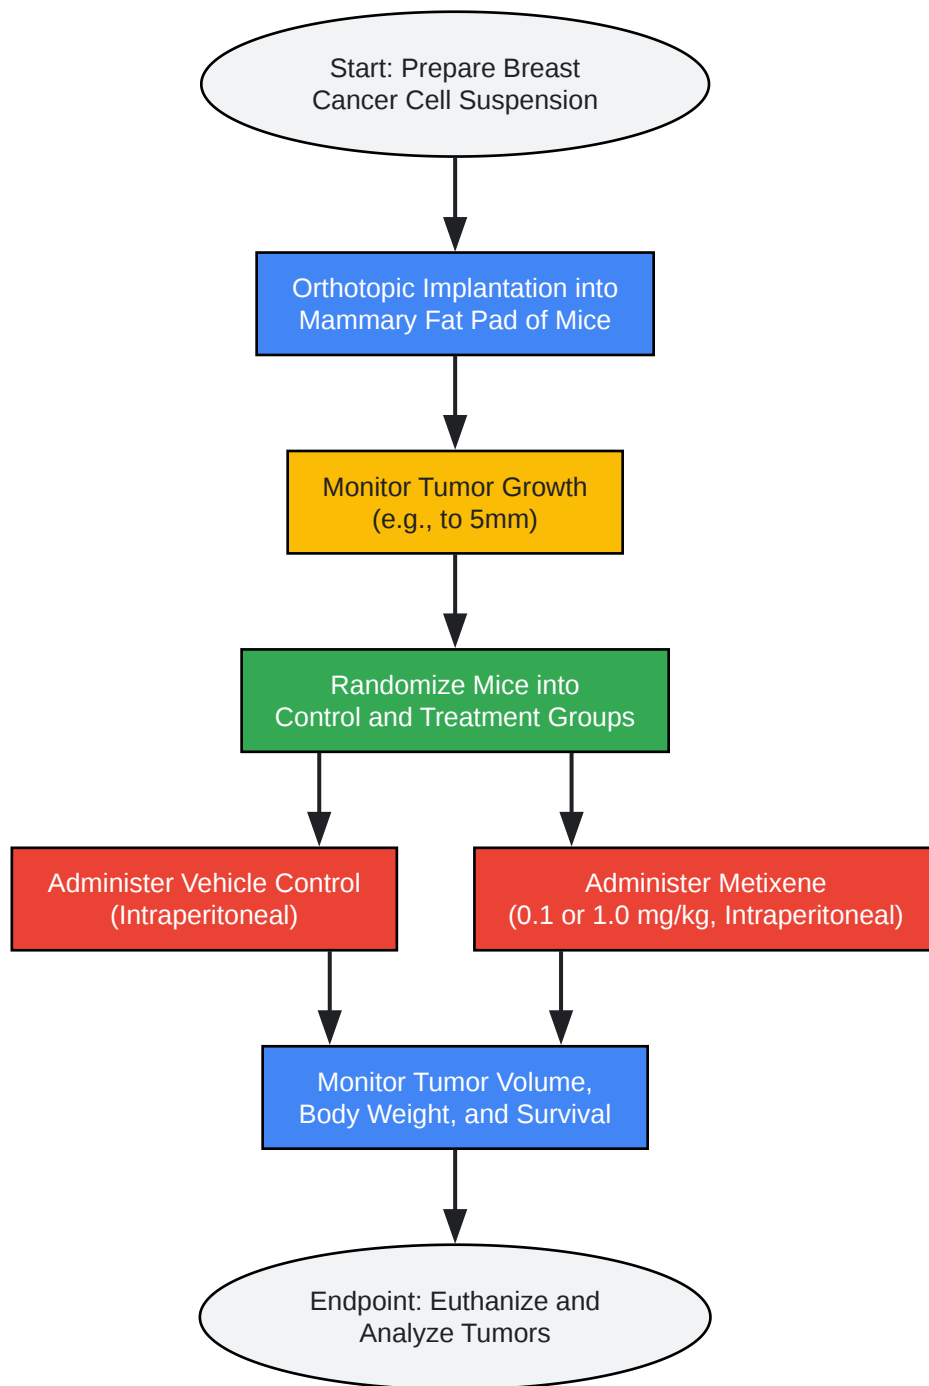 Start: Prepare Breast
Cancer Cell Suspension
Orthotopic Implantation into
Mammary Fat Pad of Mice
Monitor Tumor Growth
(e.g., to 5mm)
Randomize Mice into
Control and Treatment Groups
Administer Vehicle Control
(Intraperitoneal)
Administer Metixene
(0.1 or 1.0 mg/kg, Intraperitoneal)
Monitor Tumor Volume,
Body Weight, and Survival
Endpoint: Euthanize and
Analyze Tumors